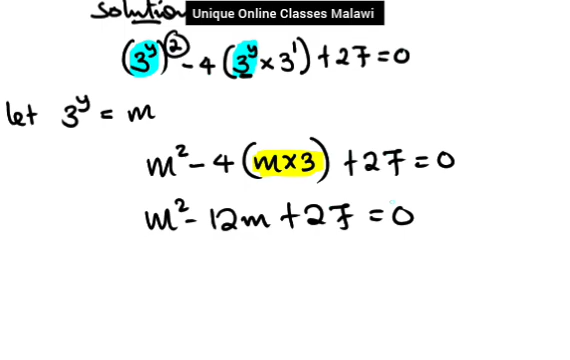 Solution
Unique Online Classes Malawi
(3^y)^2 - 4(3^y × 3^1) + 27 = 0
let 3^y = m
m^2 - 4(m×3) + 27 = 0
m^2 - 12m + 27 = 0